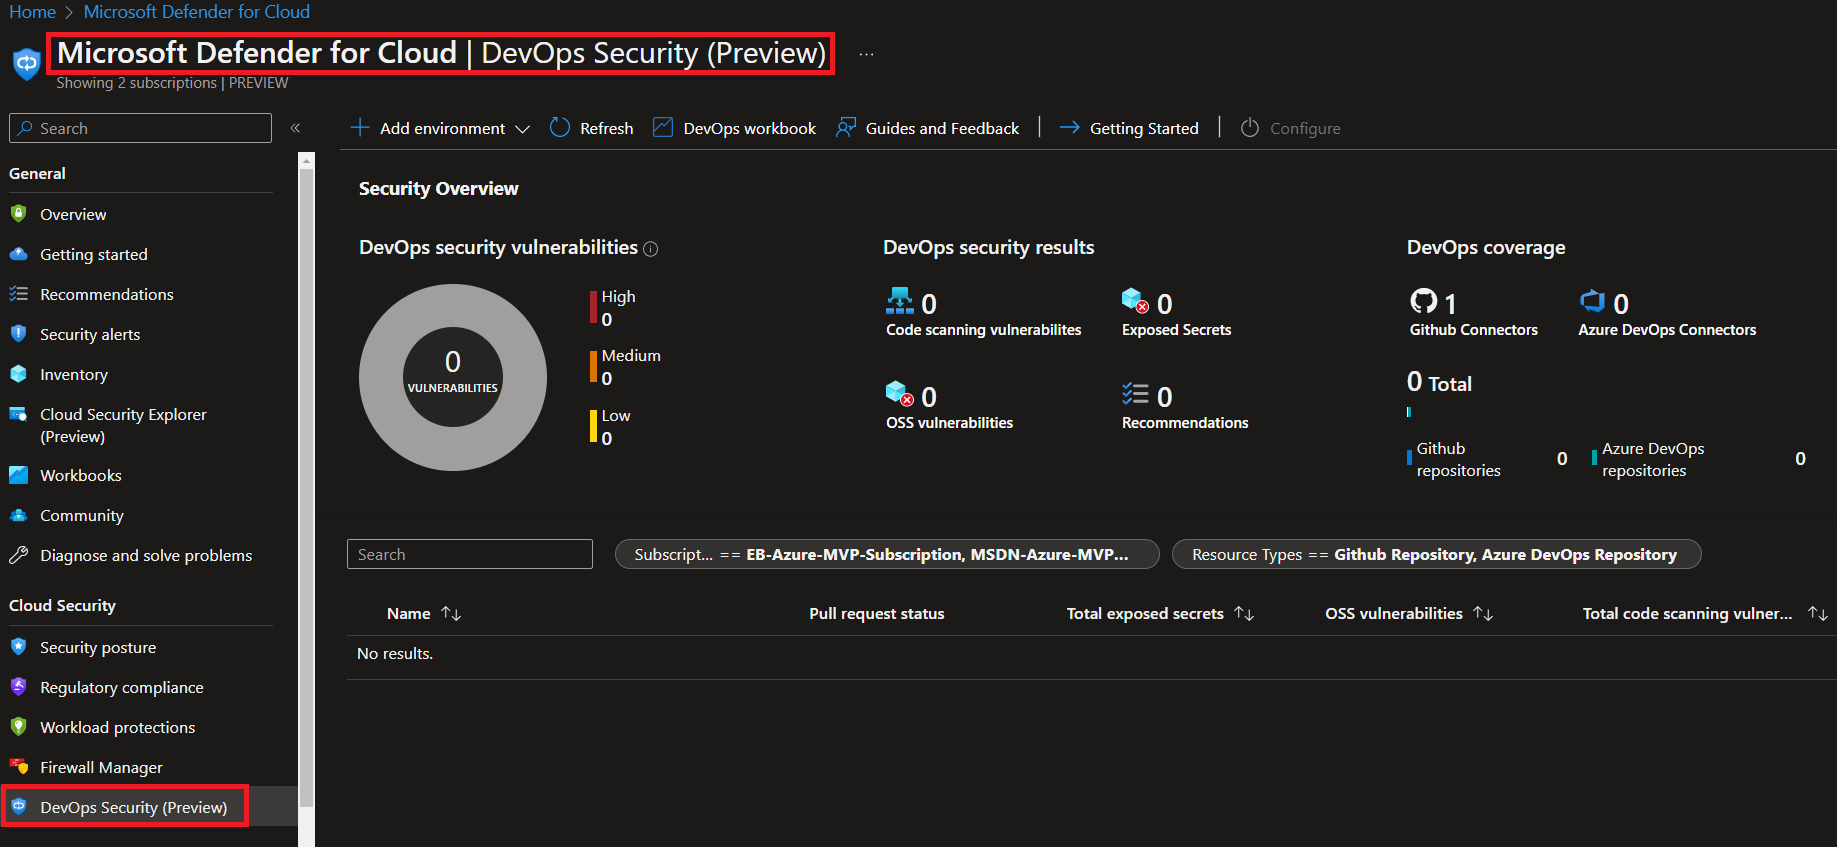 Home > Microsoft Defender for Cloud
Microsoft Defender for Cloud | DevOps Security (Preview) ...
Showing 2 subscriptions | PREVIEW
Search «
Add environment Refresh DevOps workbook Guides and Feedback | Getting Started | Configure
General
Overview
Getting started
Recommendations
Security alerts
Inventory
Cloud Security Explorer
(Preview)
Workbooks
Community
Diagnose and solve problems
Cloud Security
Security posture
Regulatory compliance
Workload protections
Firewall Manager
DevOps Security (Preview)
Security Overview
DevOps security vulnerabilities
0
VULNERABILITIES
High
0
Medium
0
Low
0
DevOps security results
0
Code scanning vulnerabilites
0
Exposed Secrets
0
OSS vulnerabilities
0
Recommendations
DevOps coverage
1
Github Connectors
0
Azure DevOps Connectors
0 Total
Github
repositories
0
Azure DevOps
repositories
0
Search
Subscript... == EB-Azure-MVP-Subscription, MSDN-Azure-MVP...
Resource Types == Github Repository, Azure DevOps Repository
Name Pull request status Total exposed secrets OSS vulnerabilities Total code scanning vulner...
No results.